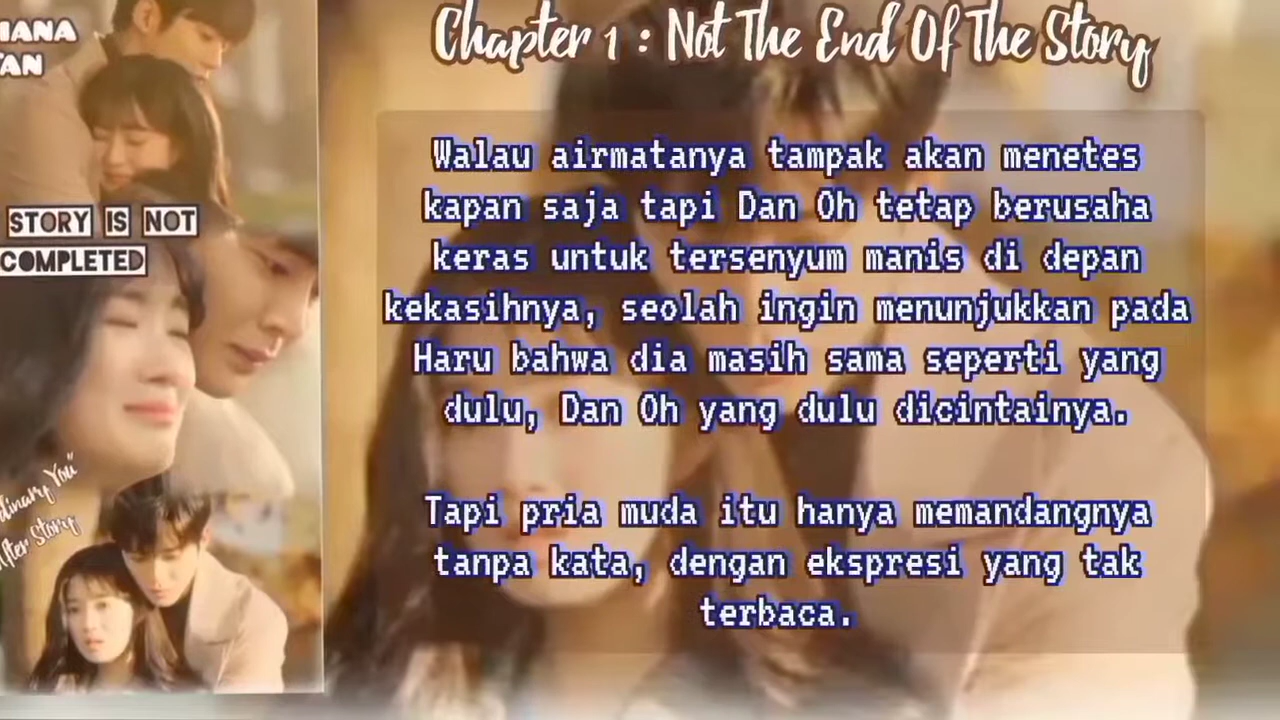 Chapter 1 : Not The End Of The Story
Walau airmatanya tampak akan menetes
kapan saja tapi Dan Oh tetap berusaha
keras untuk tersenyum manis di depan
kekasihnya, seolah ingin menunjukkan pada
Haru bahwa dia masih sama seperti yang
dulu, Dan Oh yang dulu dicintainya.
Tapi pria muda itu hanya memandangnya
tanpa kata, dengan ekspresi yang tak
terbaca.
STORY IS NOT
COMPLETED
You"
After Story